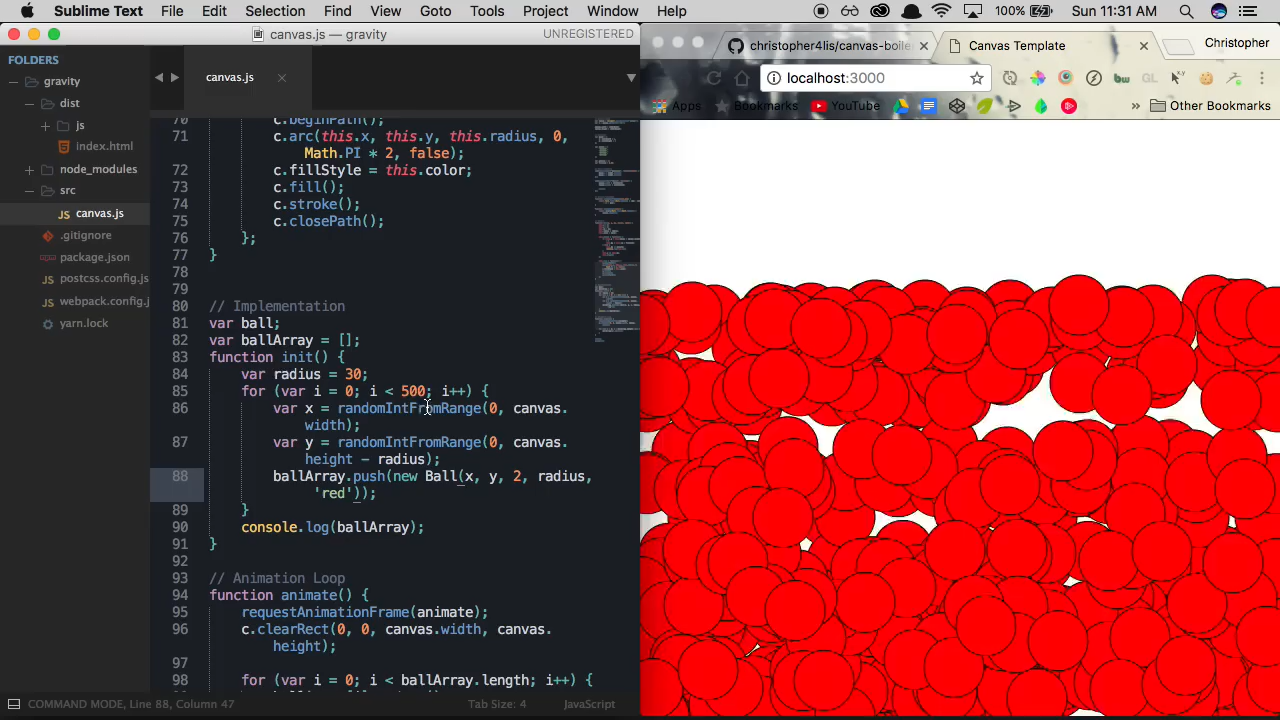 Sublime Text File Edit Selection Find View Goto Tools Project Window Help 100% Sun 11:31 AM
canvas.js — gravity UNREGISTERED
christopher4lis/canvas-boile Canvas Template Christopher
FOLDERS
gravity
dist
js
index.html
node_modules
src
canvas.js
.gitignore
package.json
postcss.config.
webpack.config.j
yarn.lock
canvas.js
localhost:3000
Apps Bookmarks YouTube Other Bookmarks
70 c.beginPath();
71 c.arc(this.x, this.y, this.radius, 0,
Math.PI * 2, false);
72 c.fillStyle = this.color;
73 c.fill();
74 c.stroke();
75 c.closePath();
76 };
77 }
78
79
80 // Implementation
81 var ball;
82 var ballArray = [];
83 function init() {
84 var radius = 30;
85 for (var i = 0; i < 500; i++) {
86 var x = randomIntFromRange(0, canvas.
width);
87 var y = randomIntFromRange(0, canvas.
height - radius);
88 ballArray.push(new Ball(x, y, 2, radius,
'red'));
89 }
90 console.log(ballArray);
91 }
92
93 // Animation Loop
94 function animate() {
95 requestAnimationFrame(animate);
96 c.clearRect(0, 0, canvas.width, canvas.
height);
97
98 for (var i = 0; i < ballArray.length; i++) {
COMMAND MODE, Line 88, Column 47 Tab Size: 4 JavaScript